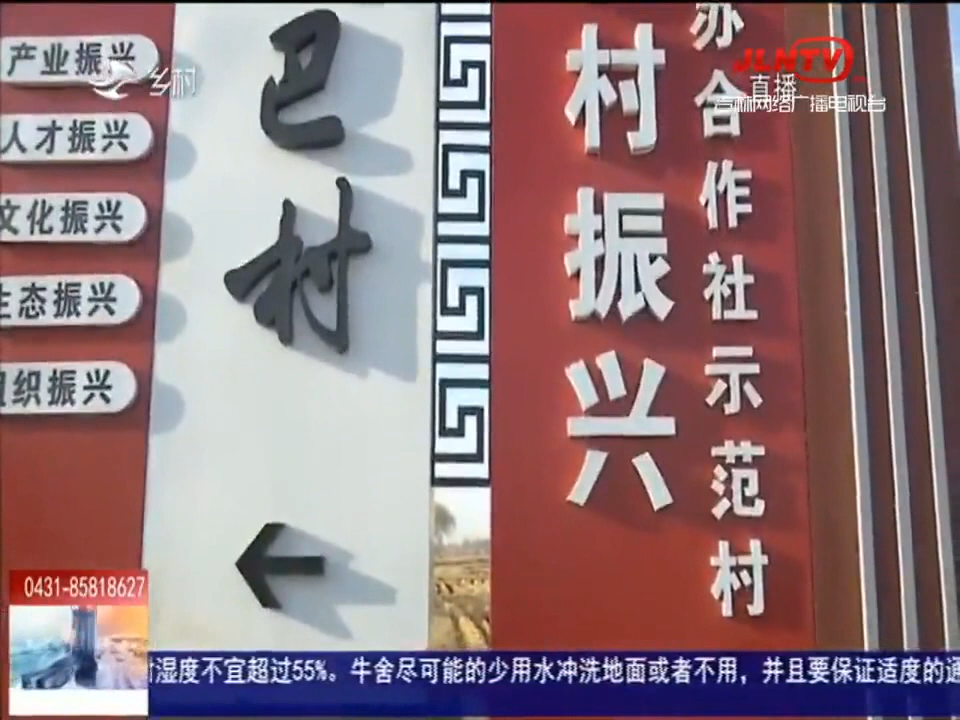 产业振兴
人才振兴
文化振兴
生态振兴
组织振兴
乡村
巴村
村振兴
办合作社示范村
JLNTV
直播
吉林网络广播电视台
0431-85818627
湿度不宜超过55%。牛舍尽可能的少用水冲洗地面或者不用，并且要保证适度的通